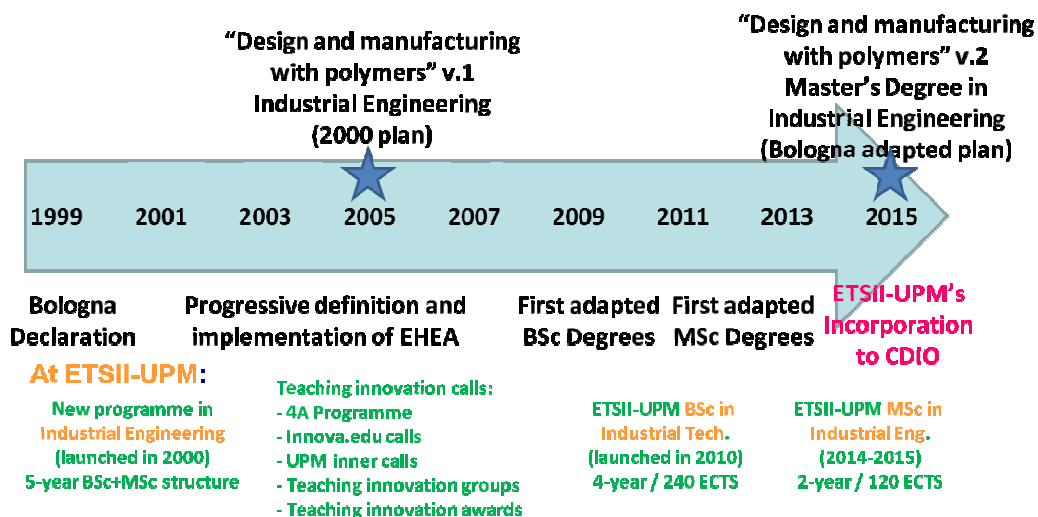 “Design and manufacturing
with polymers” v.1
Industrial Engineering
(2000 plan)
“Design and manufacturing
with polymers” v.2
Master’s Degree in
Industrial Engineering
(Bologna adapted plan)
1999 2001 2003 2005 2007 2009 2011 2013 2015
Bologna
Declaration
Progressive definition and
implementation of EHEA
First adapted
BSc Degrees
First adapted
MSc Degrees
ETSII-UPM’s
Incorporation
to CDIO
At ETSII-UPM:
New programme in
Industrial Engineering
(launched in 2000)
5-year BSc+MSc structure
Teaching innovation calls:
- 4A Programme
- Innova.edu calls
- UPM inner calls
- Teaching innovation groups
- Teaching innovation awards
ETSII-UPM BSc in
Industrial Tech.
(launched in 2010)
4-year / 240 ECTS
ETSII-UPM MSc in
Industrial Eng.
(2014-2015)
2-year / 120 ECTS